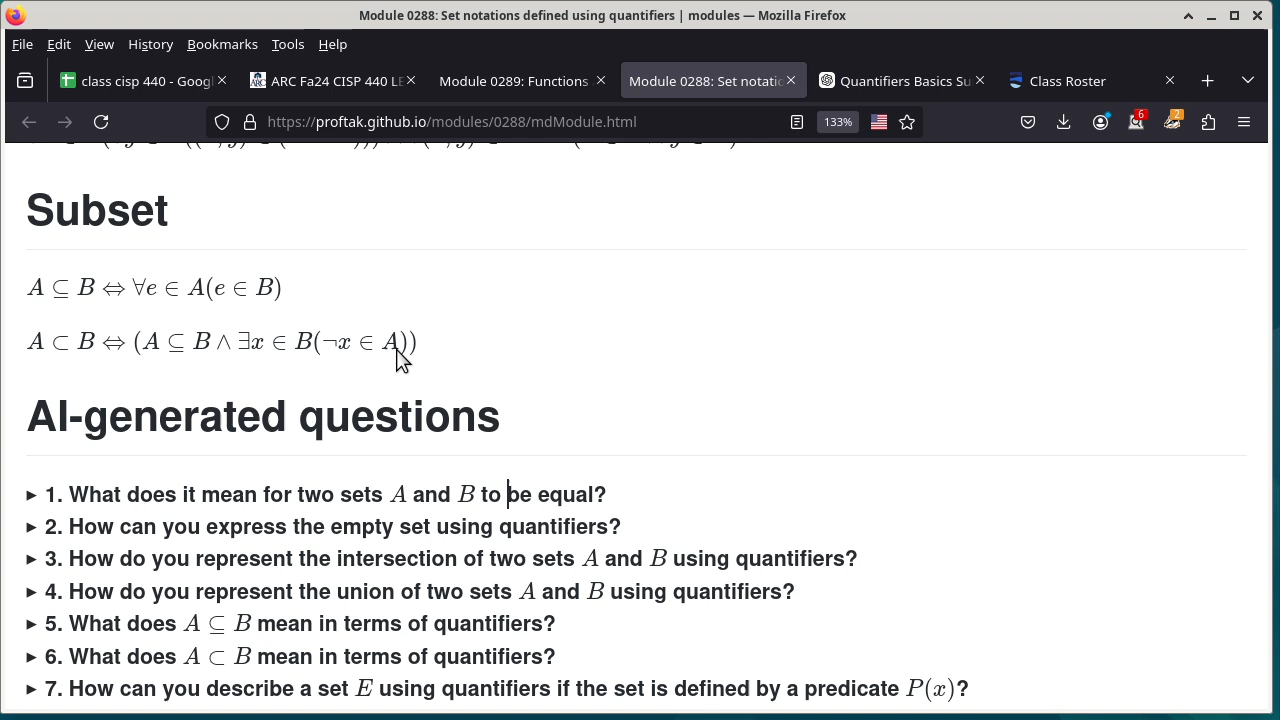 Module 0288: Set notations defined using quantifiers | modules — Mozilla Firefox
File Edit View History Bookmarks Tools Help
class cisp 440 - Googl ARC Fa24 CISP 440 LE Module 0289: Functions Module 0288: Set notatic Quantifiers Basics Su Class Roster
https://proftak.github.io/modules/0288/mdModule.html 133% 6 2
Subset
A ⊆ B ⇔ ∀e ∈ A(e ∈ B)
A ⊂ B ⇔ (A ⊆ B ∧ ∃x ∈ B(¬x ∈ A))
AI-generated questions
▸ 1. What does it mean for two sets A and B to be equal?
▸ 2. How can you express the empty set using quantifiers?
▸ 3. How do you represent the intersection of two sets A and B using quantifiers?
▸ 4. How do you represent the union of two sets A and B using quantifiers?
▸ 5. What does A ⊆ B mean in terms of quantifiers?
▸ 6. What does A ⊂ B mean in terms of quantifiers?
▸ 7. How can you describe a set E using quantifiers if the set is defined by a predicate P(x)?